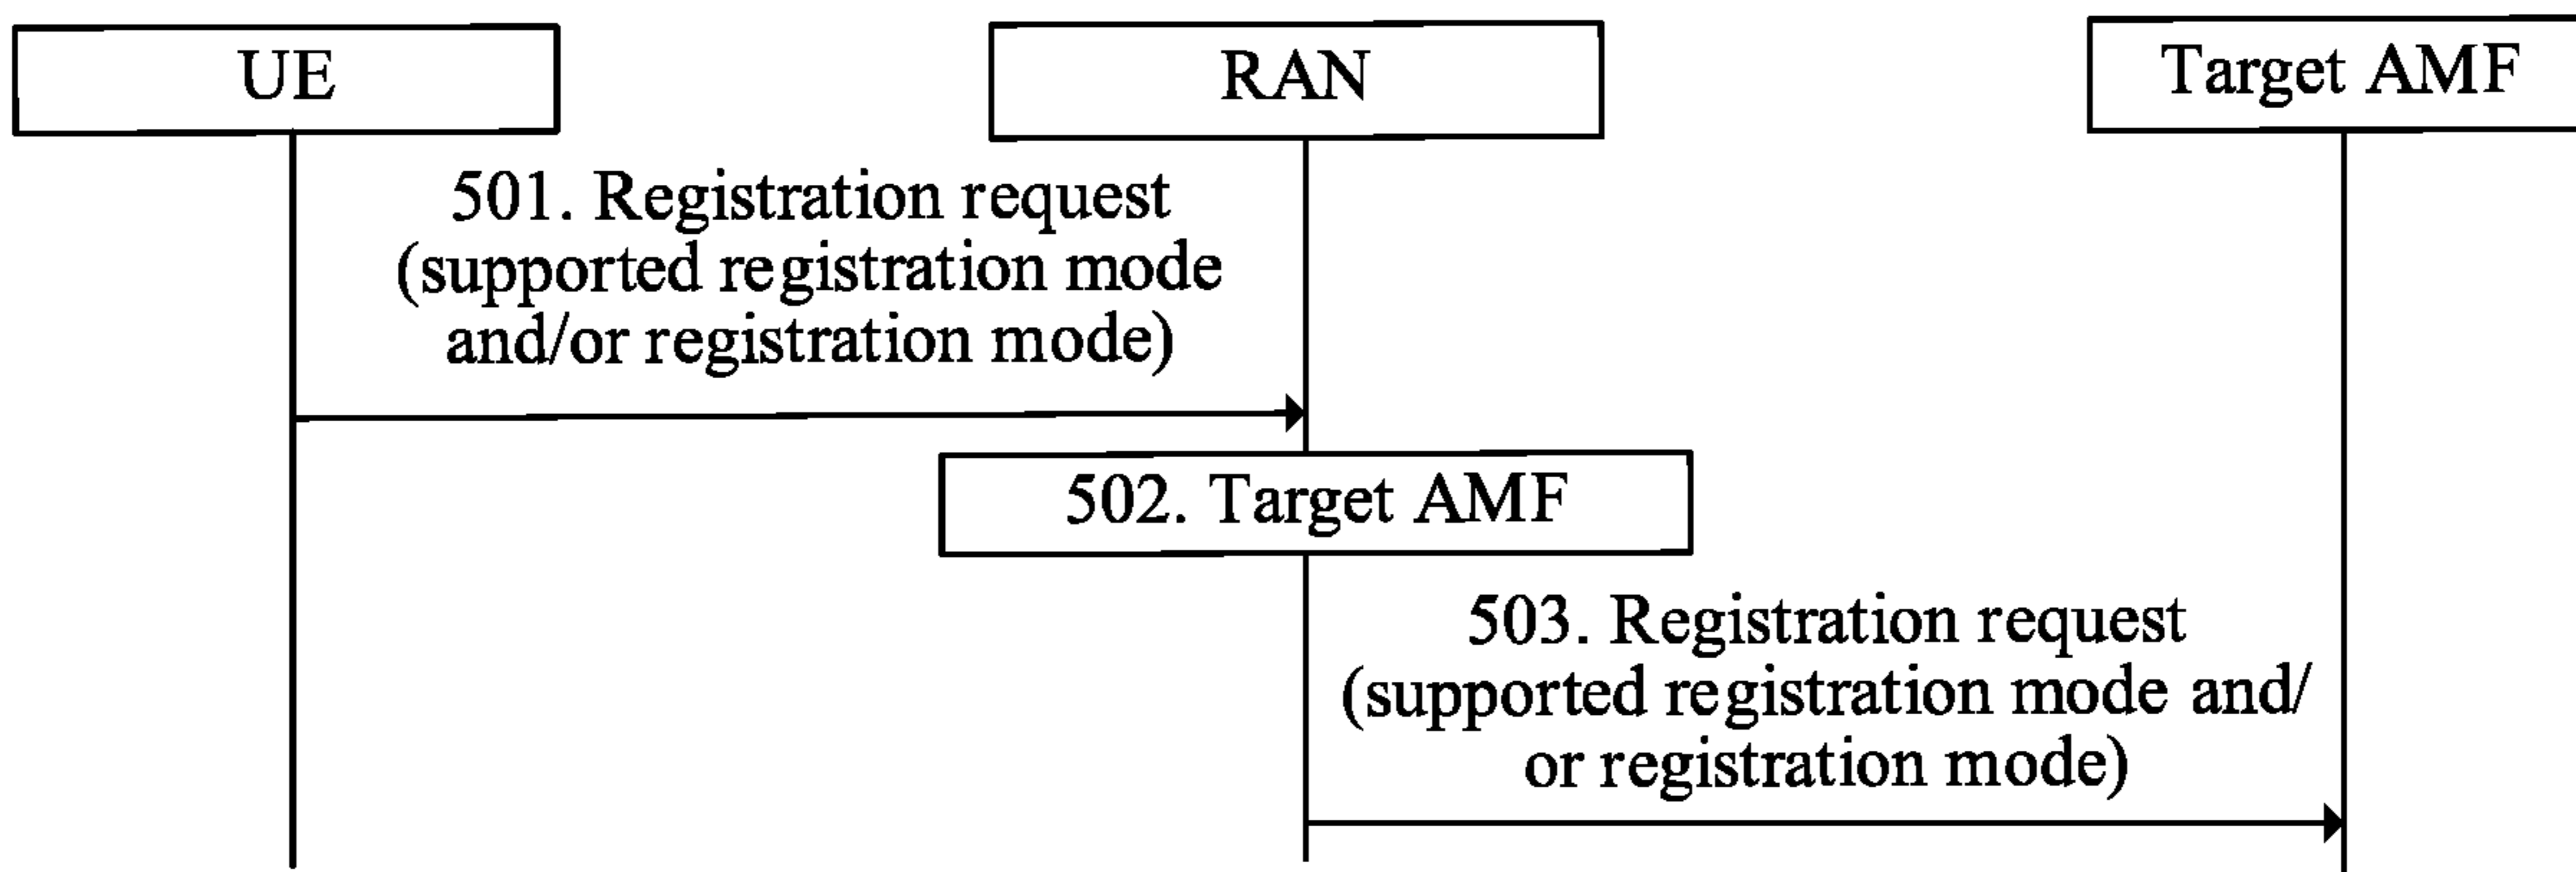 UE
RAN
Target AMF
501. Registration request
(supported registration mode
and/or registration mode)
502. Target AMF
503. Registration request
(supported registration mode and/
or registration mode)